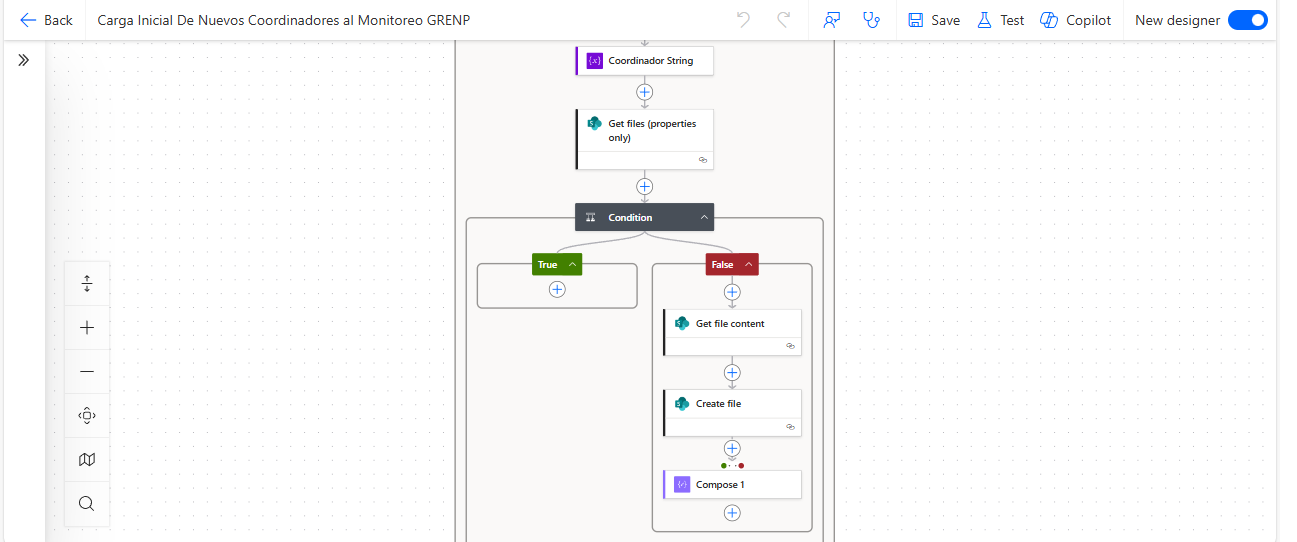 Back
Carga Inicial De Nuevos Coordinadores al Monitoreo GRENP
Save
Test
Copilot
New designer
Coordinador String
Get files (properties
only)
Condition
True
False
Get file content
Create file
Compose 1